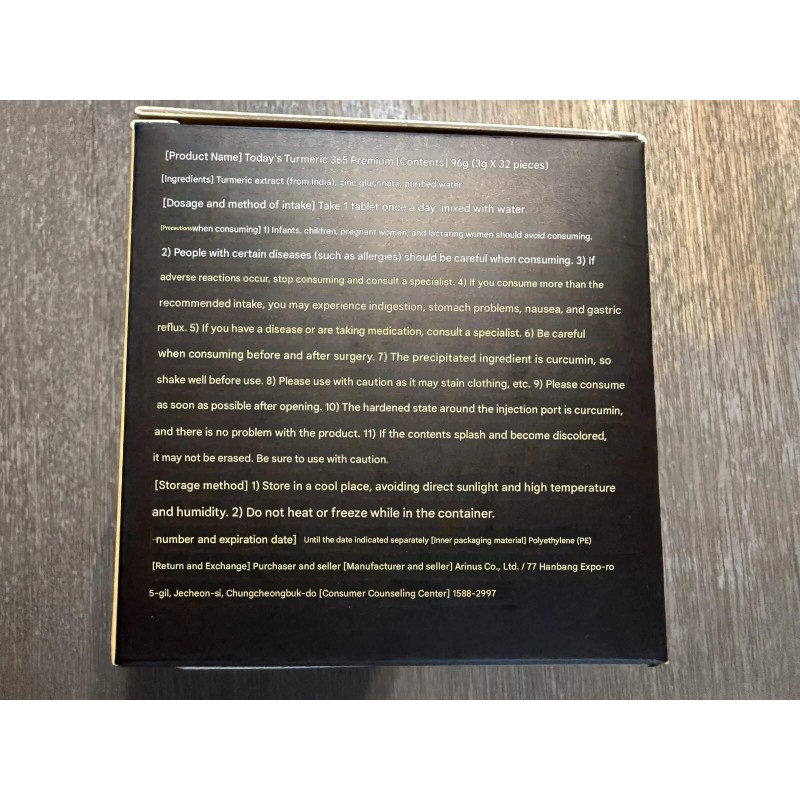 [Product Name] Today's Turmeric 365 Premium [Contents] 96g (3g X 32 pieces)
[Ingredients] Turmeric extract (from India), zinc gluconate, purified water
[Dosage and method of intake] Take 1 tablet once a day, mixed with water.
[Precautions when consuming] 1) Infants, children, pregnant women, and lactating women should avoid consuming.
2) People with certain diseases (such as allergies) should be careful when consuming. 3) If
adverse reactions occur, stop consuming and consult a specialist. 4) If you consume more than the
recommended intake, you may experience indigestion, stomach problems, nausea, and gastric
reflux. 5) If you have a disease or are taking medication, consult a specialist. 6) Be careful
when consuming before and after surgery. 7) The precipitated ingredient is curcumin, so
shake well before use. 8) Please use with caution as it may stain clothing, etc. 9) Please consume
as soon as possible after opening. 10) The hardened state around the injection port is curcumin,
and there is no problem with the product. 11) If the contents splash and become discolored,
it may not be erased. Be sure to use with caution.
[Storage method] 1) Store in a cool place, avoiding direct sunlight and high temperature
and humidity. 2) Do not heat or freeze while in the container.
-number and expiration date] Until the date indicated separately [Inner packaging material] Polyethylene (PE)
[Return and Exchange] Purchaser and seller [Manufacturer and seller] Arinus Co., Ltd. / 77 Hanbang Expo-ro
5-gil, Jecheon-si, Chungcheongbuk-do [Consumer Counseling Center] 1588-2997